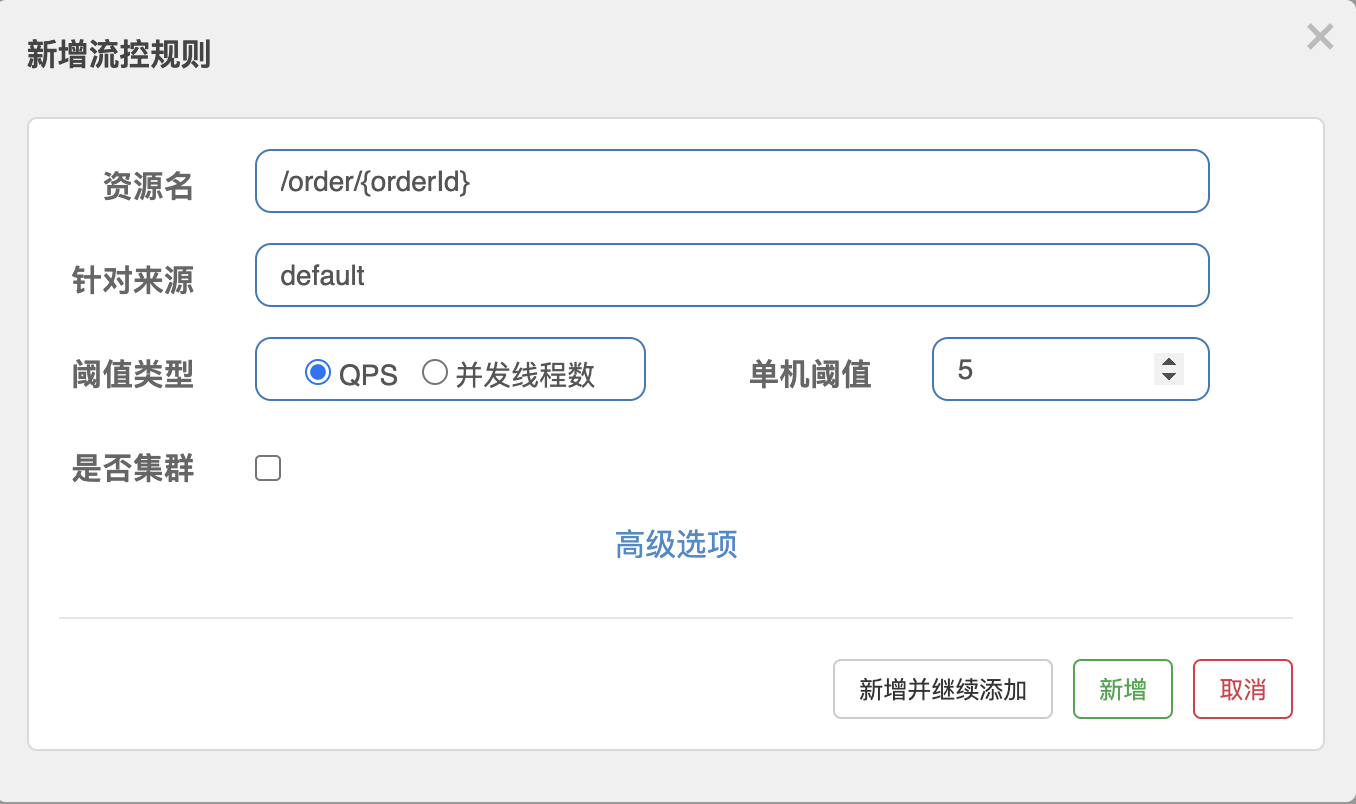 新增流控规则
资源名 /order/{orderId}
针对来源 default
阈值类型 QPS 并发线程数 单机阈值 5
是否集群
高级选项
新增并继续添加 新增 取消